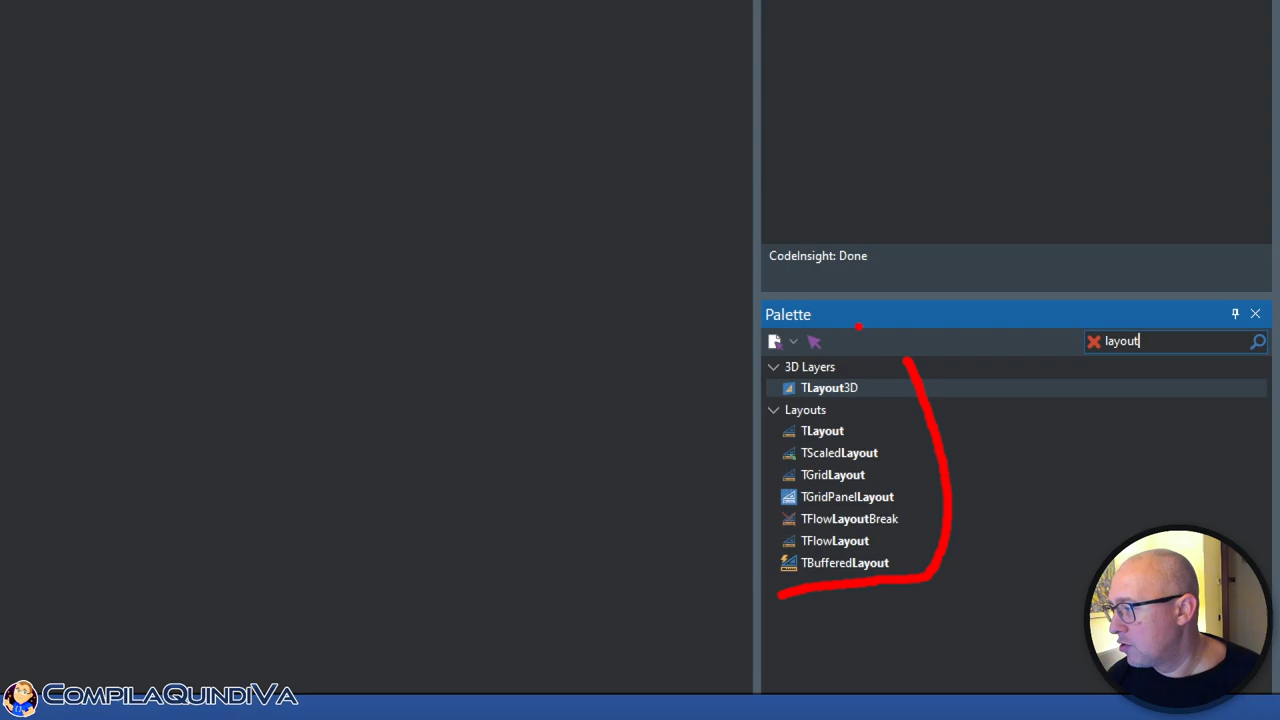 CodeInsight: Done
Palette
layout
3D Layers
TLayout3D
Layouts
TLayout
TScaledLayout
TGridLayout
TGridPanelLayout
TFlowLayoutBreak
TFlowLayout
TBufferedLayout
CompilaQuindiVa